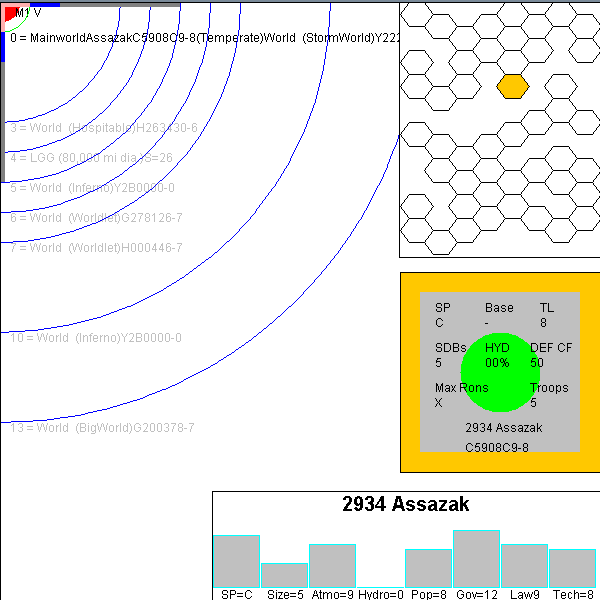 M1 V
0 = MainworldAssazakC5908C9-8(Temperate)World (StormWorld)Y222
3 = World (Hospitable)H263430-6
4 = LGG (80,000 mi dia.)S=26
5 = World (Inferno)Y2B0000-0
6 = World (Worldlet)G278126-7
7 = World (Worldlet)H000446-7
10 = World (Inferno)Y2B0000-0
13 = World (BigWorld)G200378-7
SP Base TL
C - 8
SDBs HYD DEF CF
5 00% 50
Max Rons Troops
X 5
2934 Assazak
C5908C9-8
2934 Assazak
SP=C Size=5 Atmo=9 Hydro=0 Pop=8 Gov=12 Law9 Tech=8